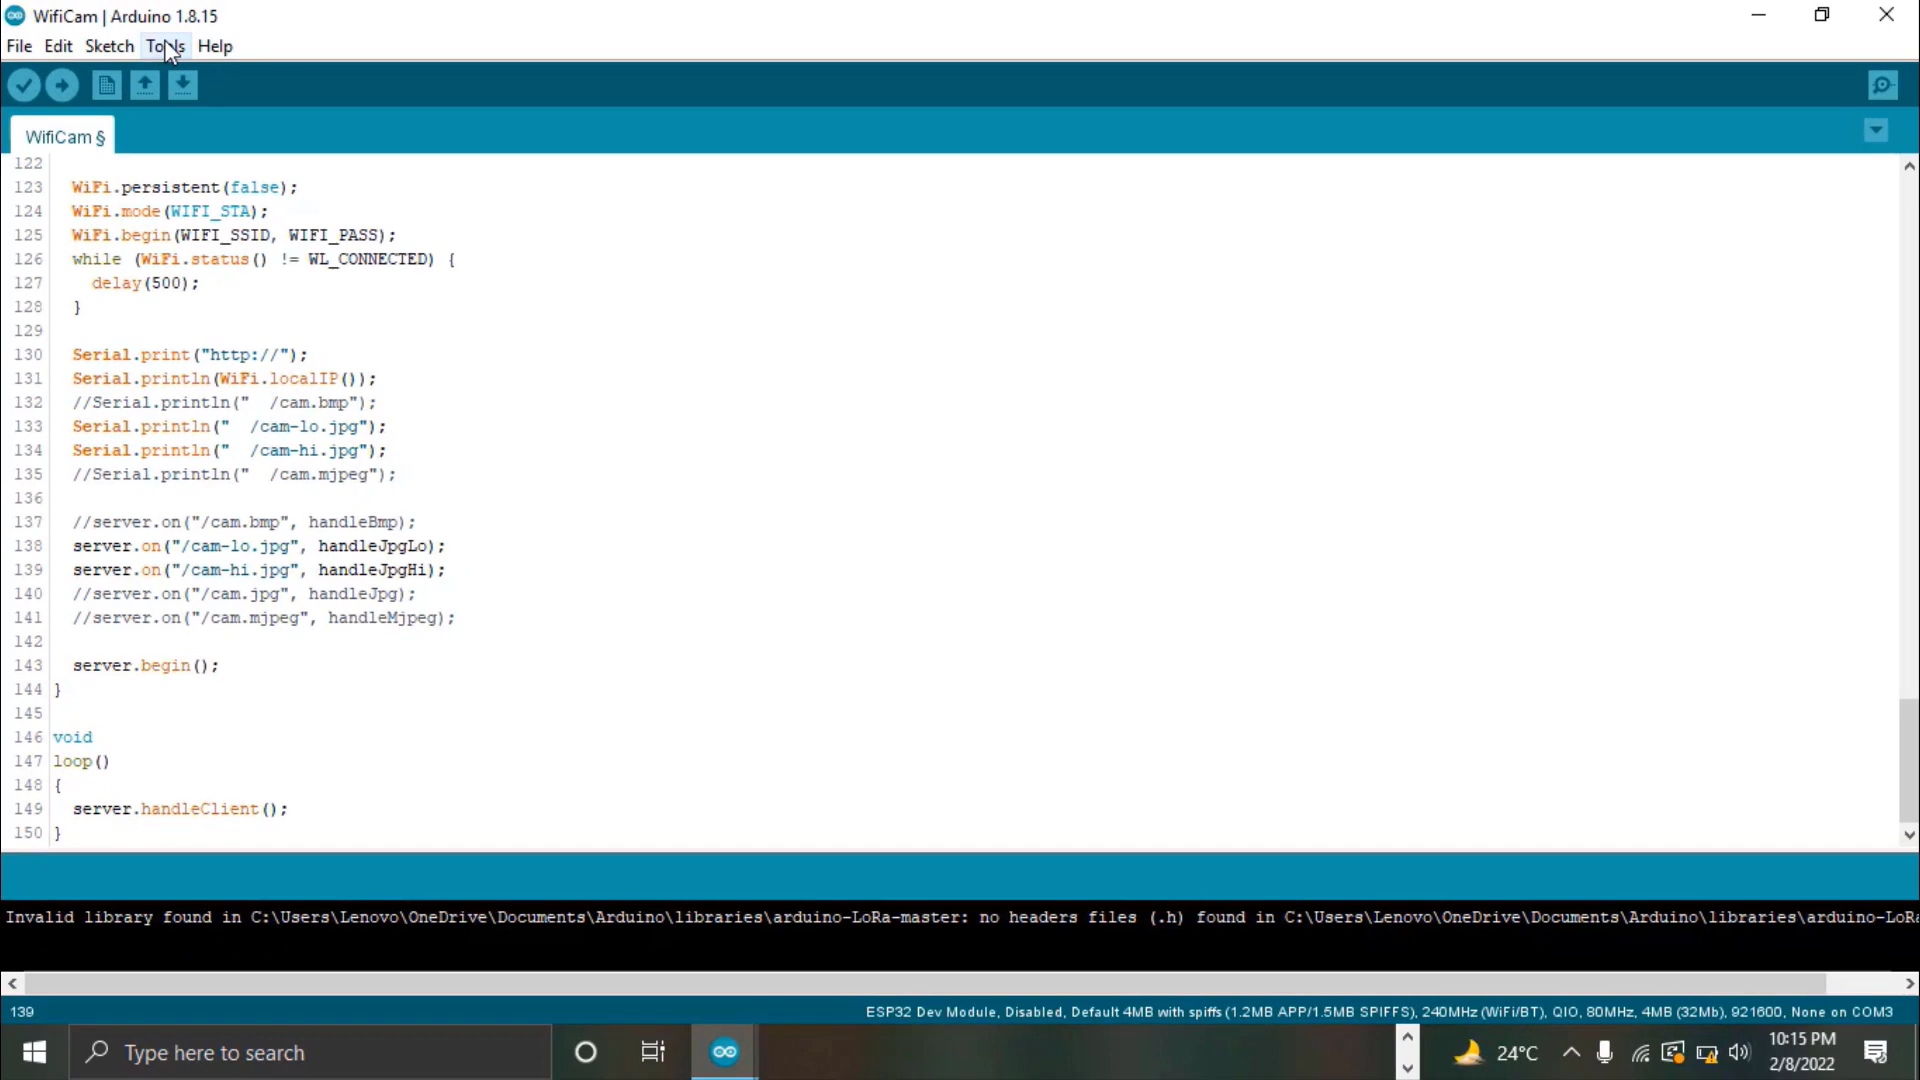 WifiCam | Arduino 1.8.15
File Edit Sketch Tools Help
WifiCam §
122
123 WiFi.persistent(false);
124 WiFi.mode(WIFI_STA);
125 WiFi.begin(WIFI_SSID, WIFI_PASS);
126 while (WiFi.status() != WL_CONNECTED) {
127 delay(500);
128 }
129
130 Serial.print("http://");
131 Serial.println(WiFi.localIP());
132 //Serial.println("  /cam.bmp");
133 Serial.println("  /cam-lo.jpg");
134 Serial.println("  /cam-hi.jpg");
135 //Serial.println("  /cam.mjpeg");
136
137 //server.on("/cam.bmp", handleBmp);
138 server.on("/cam-lo.jpg", handleJpgLo);
139 server.on("/cam-hi.jpg", handleJpgHi);
140 //server.on("/cam.jpg", handleJpg);
141 //server.on("/cam.mjpeg", handleMjpeg);
142
143 server.begin();
144 }
145
146 void
147 loop()
148 {
149 server.handleClient();
150 }
Invalid library found in C:\Users\Lenovo\OneDrive\Documents\Arduino\libraries\arduino-LoRa-master: no headers files (.h) found in C:\Users\Lenovo\OneDrive\Documents\Arduino\libraries\arduino-LoRa
139 ESP32 Dev Module, Disabled, Default 4MB with spiffs (1.2MB APP/1.5MB SPIFFS), 240MHz (WiFi/BT), QIO, 80MHz, 4MB (32Mb), 921600, None on COM3
Type here to search
24°C
10:15 PM
2/8/2022